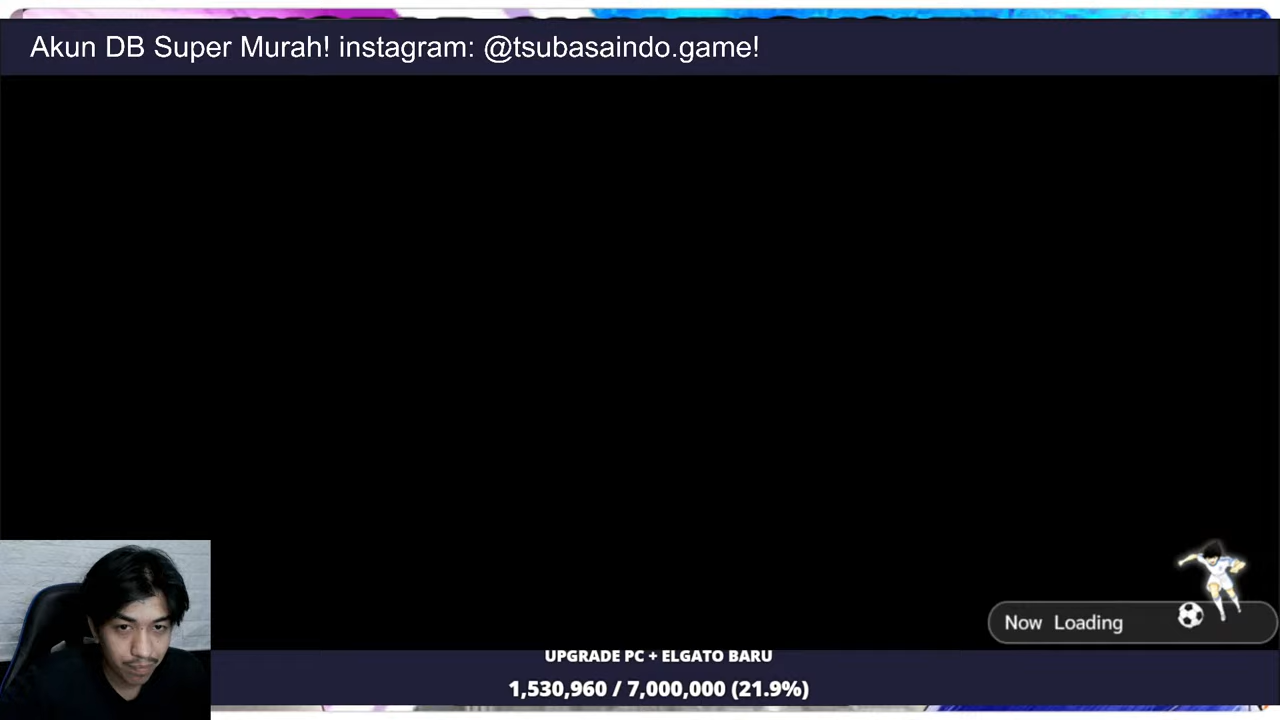 Akun DB Super Murah! instagram: @tsubasaindo.game!
Now Loading
UPGRADE PC + ELGATO BARU
1,530,960 / 7,000,000 (21.9%)